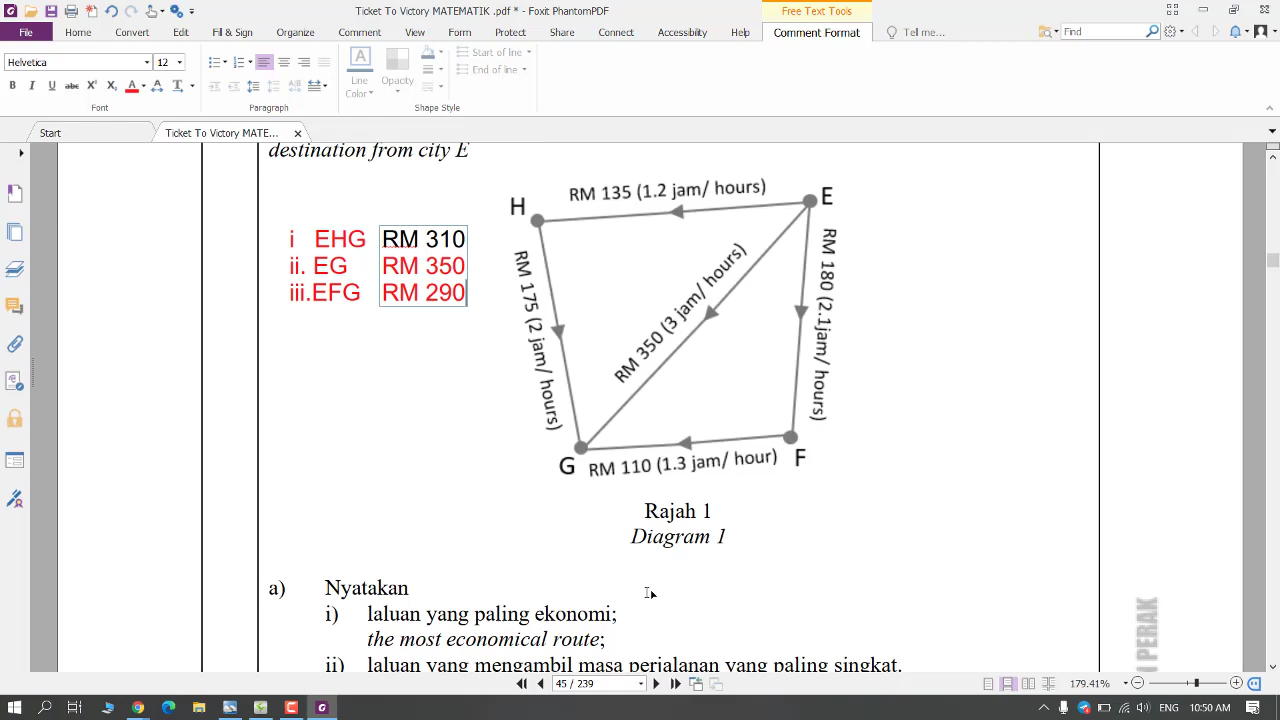 Ticket To Victory MATEMATIK .pdf * - Foxit PhantomPDF
Free Text Tools
File Home Convert Edit Fill & Sign Organize Comment View Form Protect Share Connect Accessibility Help Comment Format Tell me... Find
Helvetica 12
B I U abc X² X₂ A A T
Font
Paragraph
A
Line Color
Opacity
Start of line
End of line
Shape Style
Start
Ticket To Victory MATE...
destination from city E
RM 135 (1.2 jam/ hours)
H
E
i EHG RM 310
ii. EG RM 350
iii.EFG RM 290
RM 175 (2 jam/ hours)
RM 350 (3 jam/ hours)
RM 180 (2.1jam/ hours)
G
F
RM 110 (1.3 jam/ hour)
Rajah 1
Diagram 1
a) Nyatakan
i) laluan yang paling ekonomi;
the most economical route;
ii) laluan yang mengambil masa perjalanan yang paling singkat.
45 / 239
179.41%
ENG 10:50 AM